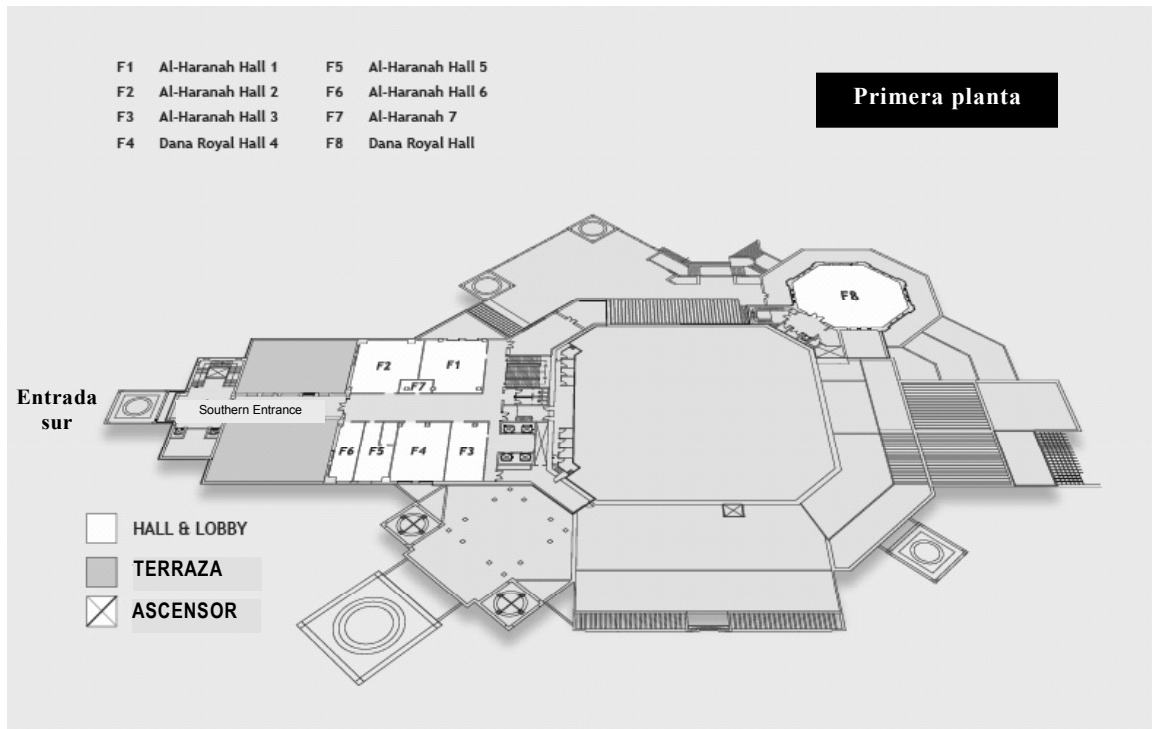 F1 Al-Haranah Hall 1
F2 Al-Haranah Hall 2
F3 Al-Haranah Hall 3
F4 Dana Royal Hall 4
F5 Al-Haranah Hall 5
F6 Al-Haranah Hall 6
F7 Al-Haranah 7
F8 Dana Royal Hall
Primera planta
F8
F2
F1
F7
Entrada
sur
Southern Entrance
F6
F5
F4
F3
HALL & LOBBY
TERRAZA
ASCENSOR